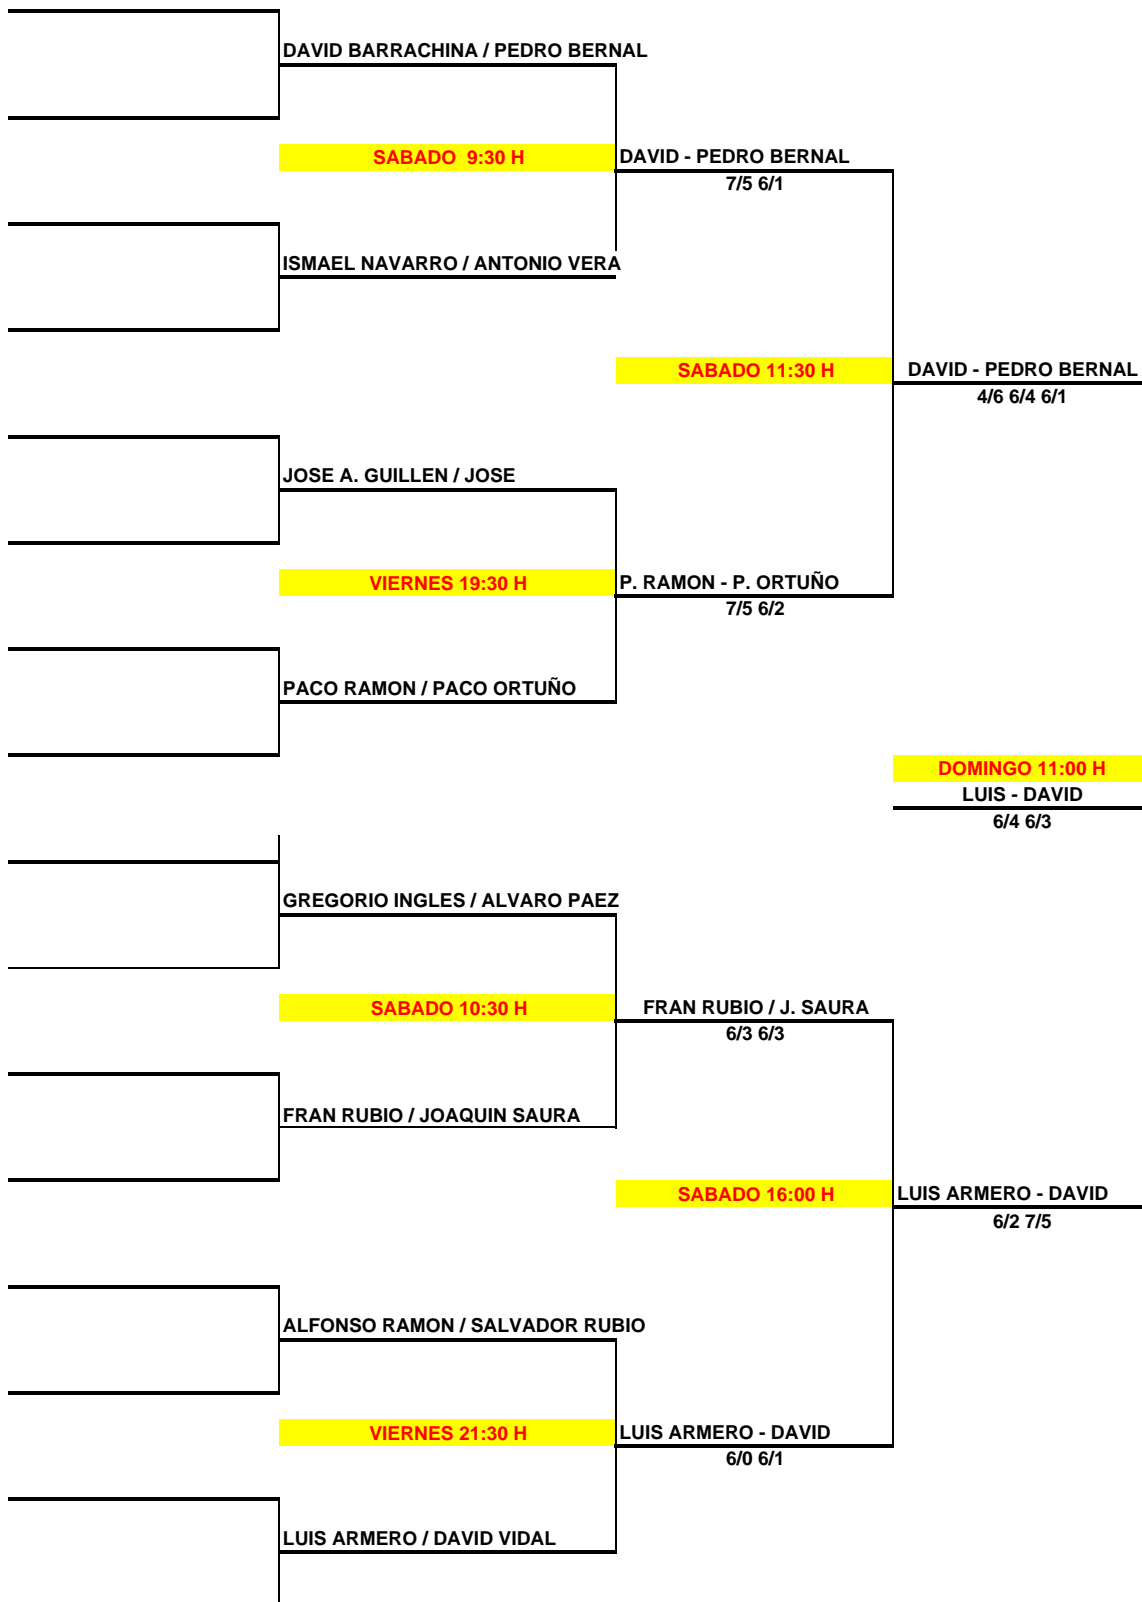 DAVID BARRACHINA / PEDRO BERNAL
SABADO  9:30 H
DAVID - PEDRO BERNAL
7/5 6/1
ISMAEL NAVARRO / ANTONIO VERA
SABADO 11:30 H
DAVID - PEDRO BERNAL
4/6 6/4 6/1
JOSE A. GUILLEN / JOSE
VIERNES 19:30 H
P. RAMON - P. ORTUÑO
7/5 6/2
PACO RAMON / PACO ORTUÑO
DOMINGO 11:00 H
LUIS - DAVID
6/4 6/3
GREGORIO INGLES / ALVARO PAEZ
SABADO 10:30 H
FRAN RUBIO / J. SAURA
6/3 6/3
FRAN RUBIO / JOAQUIN SAURA
SABADO 16:00 H
LUIS ARMERO - DAVID
6/2 7/5
ALFONSO RAMON / SALVADOR RUBIO
VIERNES 21:30 H
LUIS ARMERO - DAVID
6/0 6/1
LUIS ARMERO / DAVID VIDAL